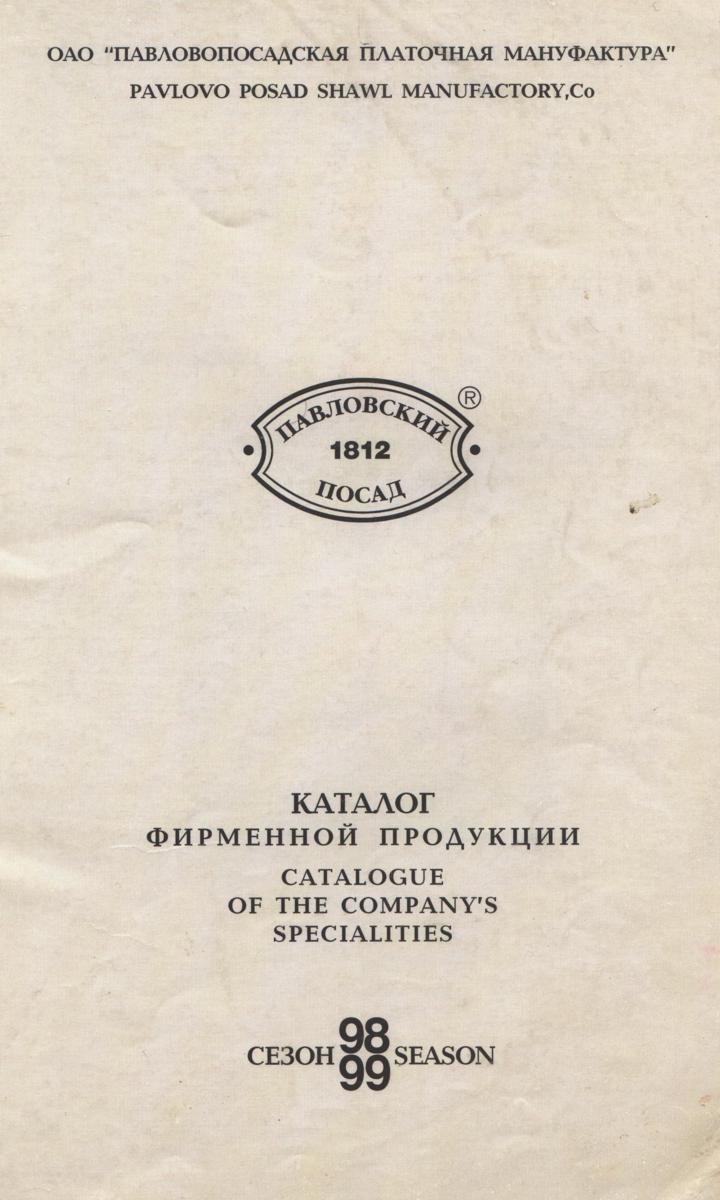 ОАО "ПАВЛОВОПОСАДСКАЯ ПЛАТОЧНАЯ МАНУФАКТУРА"
PAVLOVO POSAD SHAWL MANUFACTORY,Co
ПАВЛОВСКИЙ ®
• 1812 •
ПОСАД
КАТАЛОГ
ФИРМЕННОЙ ПРОДУКЦИИ
CATALOGUE
OF THE COMPANY'S
SPECIALITIES
98
СЕЗОН SEASON
99